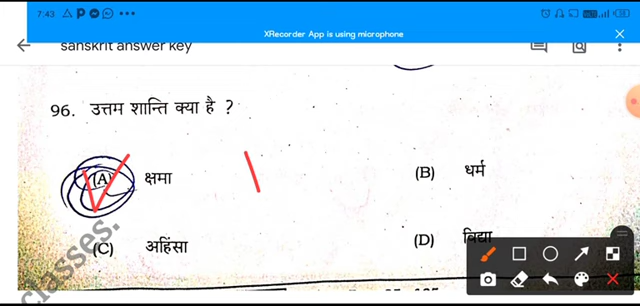 7:43
XRecorder App is using microphone
sanskrit answer key
96. उत्तम शान्ति क्या है ?
(A) क्षमा
(B) धर्म
(C) अहिंसा
(D) विद्या
classes.